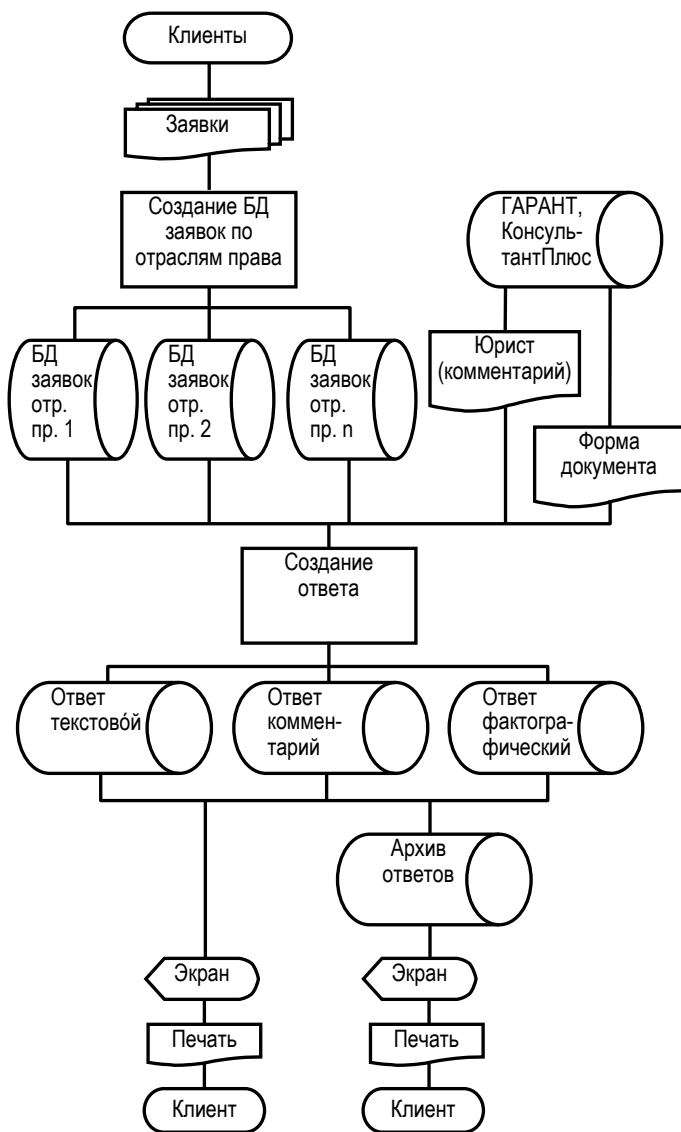 Клиенты
Заявки
Создание БД
заявок по
отраслям права
ГАРАНТ,
Консуль-
тантПлюс
БД
заявок
отр.
пр. 1
БД
заявок
отр.
пр. 2
БД
заявок
отр.
пр. n
Юрист
(комментарий)
Форма
документа
Создание
ответа
Ответ
текстово́й
Ответ
коммен-
тарий
Ответ
фактогра-
фический
Архив
ответов
Экран
Экран
Печать
Печать
Клиент
Клиент